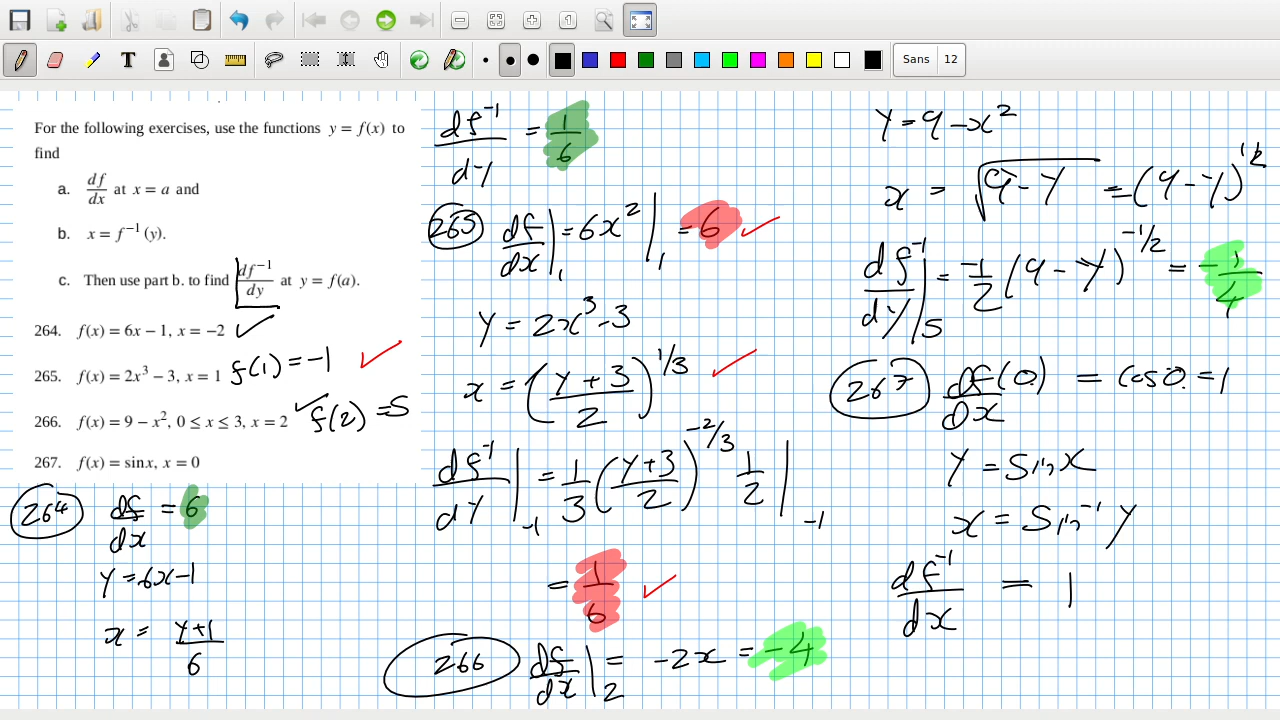 Sans 12
For the following exercises, use the functions y = f(x) to
find
a. df/dx at x = a and
b. x = f⁻¹(y).
c. Then use part b. to find df⁻¹/dy at y = f(a).
264. f(x) = 6x − 1, x = −2 ✓
265. f(x) = 2x³ − 3, x = 1 f(1) = -1 ✓
266. f(x) = 9 − x², 0 ≤ x ≤ 3, x = 2 ✓ f(2) = 5
267. f(x) = sin x, x = 0
264 df/dx = 6
y = 6x-1
x = (y+1)/6
df⁻¹/dy = 1/6
265 df/dx|₁ = 6x²|₁ = 6 ✓
y = 2x³-3
x = ((y+3)/2)^(1/3) ✓
df⁻¹/dy|₋₁ = 1/3 ((y+3)/2)^(-2/3) 1/2 |₋₁
= 1/6 ✓
266 df/dx|₂ = -2x = -4
y = 9-x²
x = √(9-y) = (9-y)^(1/2)
df⁻¹/dy|₅ = -1/2 (9-y)^(-1/2) = -1/4
267 df(0)/dx = cos 0 = 1
y = sin x
x = sin⁻¹ y
df⁻¹/dx = 1